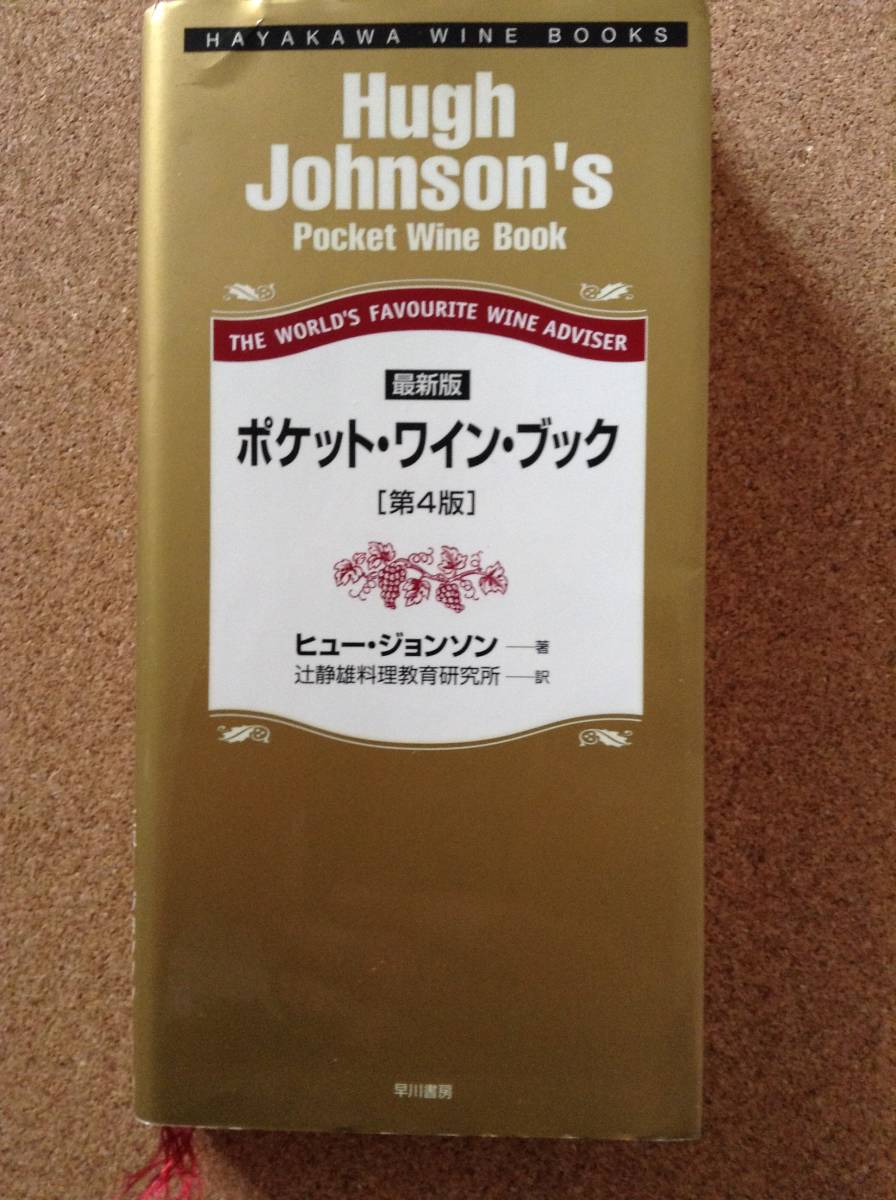 HAYAKAWA WINE BOOKS
Hugh
Johnson's
Pocket Wine Book
THE WORLD'S FAVOURITE WINE ADVISER
最新版
ポケット・ワイン・ブック
[第4版]
ヒュー・ジョンソン──著
辻静雄料理教育研究所──訳
早川書房